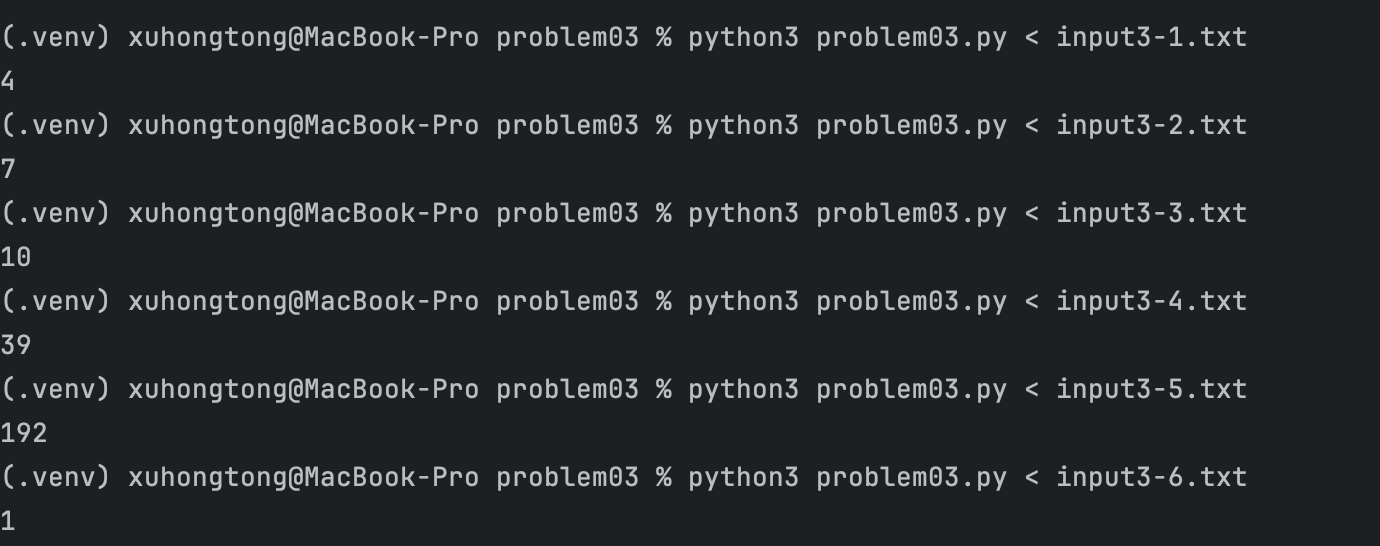 (.venv) xuhongtong@MacBook-Pro problem03 % python3 problem03.py < input3-1.txt
4
(.venv) xuhongtong@MacBook-Pro problem03 % python3 problem03.py < input3-2.txt
7
(.venv) xuhongtong@MacBook-Pro problem03 % python3 problem03.py < input3-3.txt
10
(.venv) xuhongtong@MacBook-Pro problem03 % python3 problem03.py < input3-4.txt
39
(.venv) xuhongtong@MacBook-Pro problem03 % python3 problem03.py < input3-5.txt
192
(.venv) xuhongtong@MacBook-Pro problem03 % python3 problem03.py < input3-6.txt
1